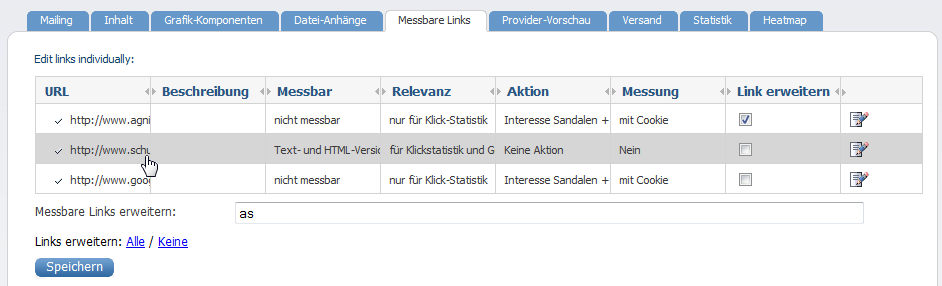 Mailing Inhalt Grafik-Komponenten Datei-Anhänge Messbare Links Provider-Vorschau Versand Statistik Heatmap
Edit links individually:
URL Beschreibung Messbar Relevanz Aktion Messung Link erweitern
http://www.agni nicht messbar nur für Klick-Statistik Interesse Sandalen + mit Cookie
http://www.schu Text- und HTML-Versio für Klickstatistik und G Keine Aktion Nein
http://www.goog nicht messbar nur für Klick-Statistik Interesse Sandalen + mit Cookie
Messbare Links erweitern: as
Links erweitern: Alle / Keine
Speichern